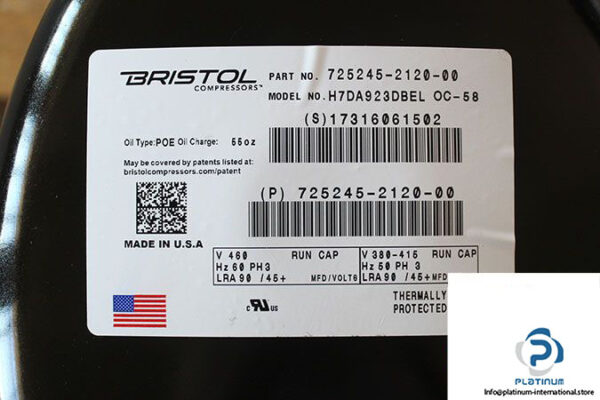 BRISTOL
COMPRESSORS™
PART NO. 725245-2120-00
MODEL NO. H7DA923DBEL OC-58
(S)17316061502
Oil Type: POE Oil Charge: 55oz
May be covered by patents listed at:
bristolcompressors.com/patent
(P) 725245-2120-00
MADE IN U.S.A
V 460 RUN CAP
Hz 60 PH 3
LRA 90 /45+ MFD/VOLTS
V 380-415 RUN CAP
Hz 50 PH 3
LRA 90 /45+ MFD
c RU US
THERMALLY
PROTECTED
PLATINUM
Info@platinum-international.store